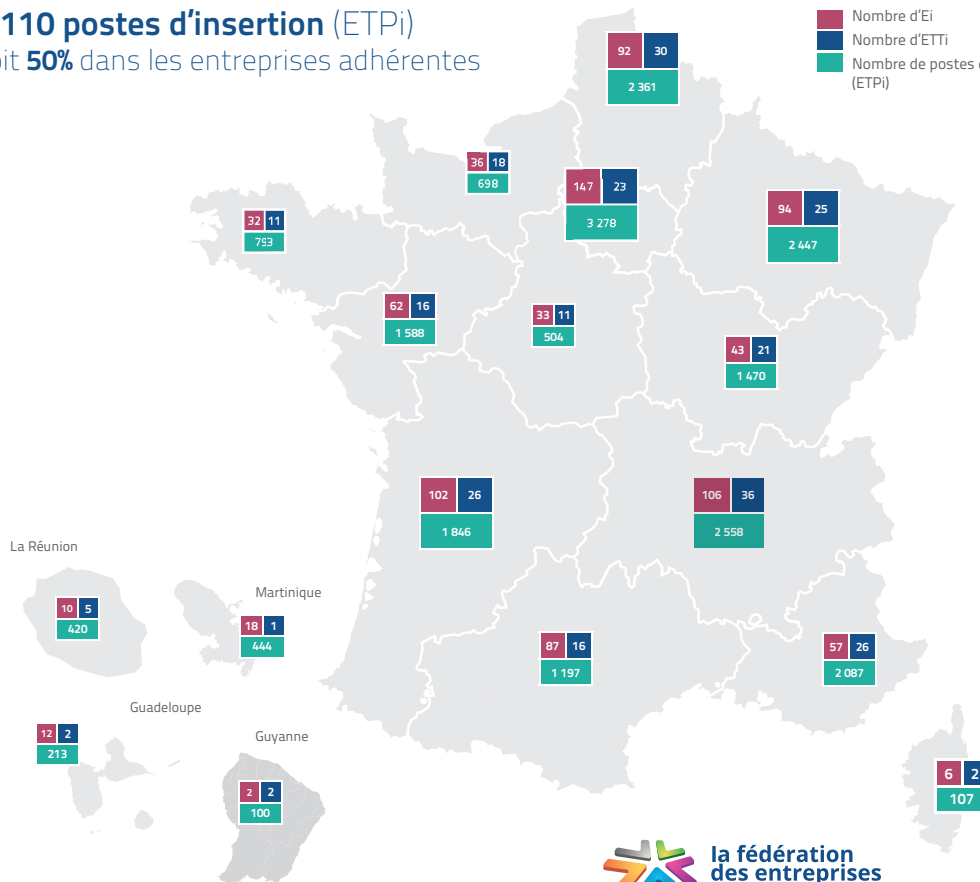 110 postes d'insertion (ETPi)
50% dans les entreprises adhérentes
Nombre d'Ei
Nombre d'ETTi
Nombre de postes
(ETPi)
92 30
2 361
36 18
698
147 23
3 278
94 25
2 447
32 11
793
62 16
1 588
33 11
504
43 21
1 470
102 26
1 846
106 36
2 558
La Réunion
10 5
420
Martinique
18 1
444
87 16
1 197
57 26
2 087
Guadeloupe
12 2
213
Guyanne
2 2
100
6 2
107
la fédération
des entreprises